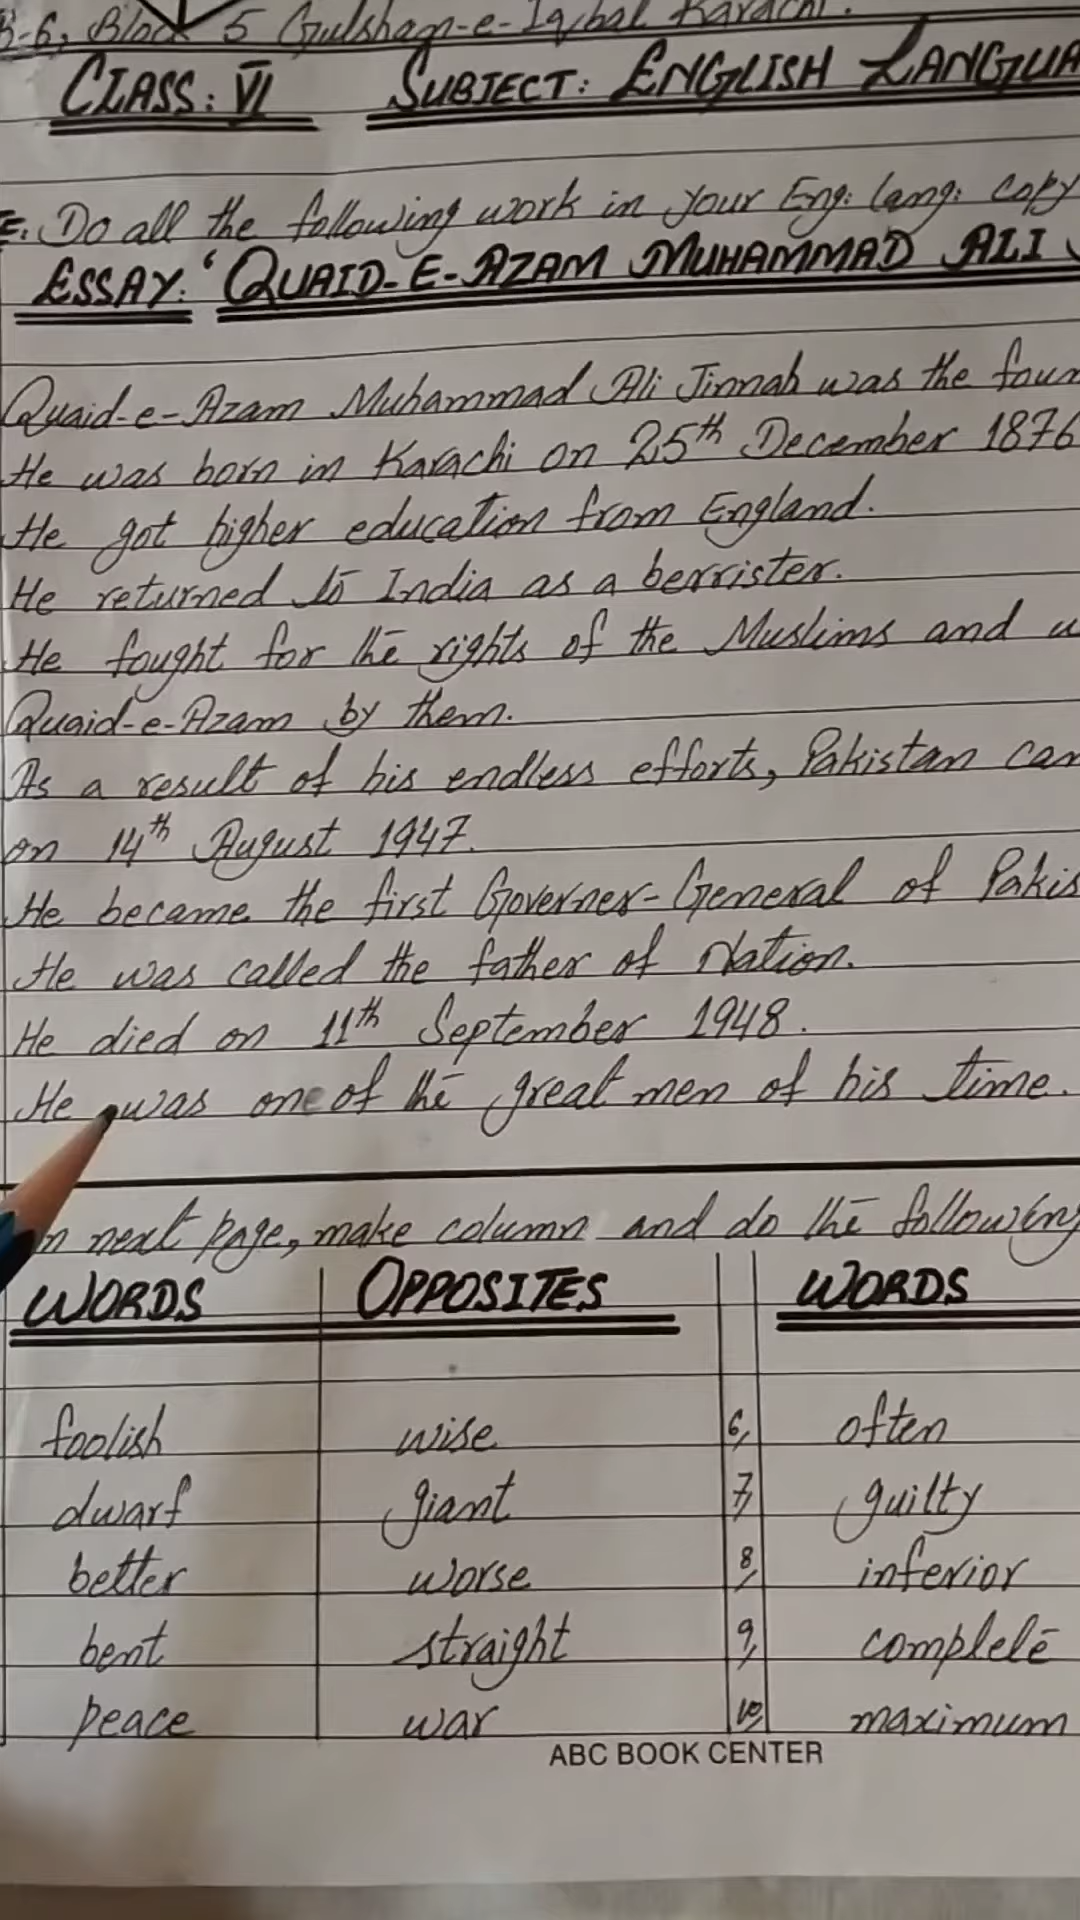 B-6, Block 5 Gulshan-e-Iqbal Karachi.
CLASS: VI SUBJECT: ENGLISH LANGUA
E. Do all the following work in your Eng: lang: copy
ESSAY: 'QUAID-E-AZAM MUHAMMAD ALI J
Quaid-e-Azam Muhammad Ali Jinnah was the foun
He was born in Karachi on 25th December 1876
He got higher education from England.
He returned to India as a berrister.
He fought for the rights of the Muslims and w
Quaid-e-Azam by them.
As a result of his endless efforts, Pakistan cam
on 14th August 1947.
He became the first Governer-General of Pakis
He was called the father of Nation.
He died on 11th September 1948.
He was one of the great men of his time.
n next page, make column and do the following
WORDS OPPOSITES WORDS
foolish wise 6, often
dwarf giant 7, guilty
better worse 8, inferior
bent straight 9, complete
peace war 10, maximum
ABC BOOK CENTER